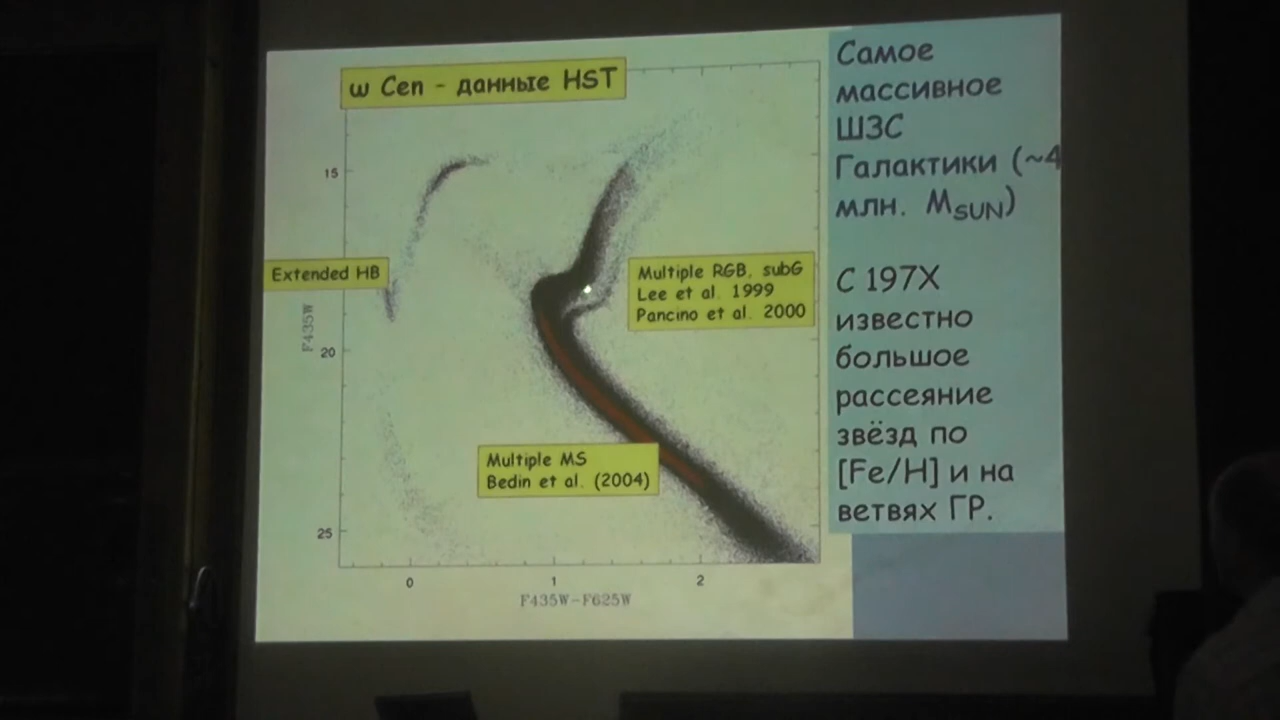 ω Cen - данные HST
15
20
25
F435W
Extended HB
Multiple RGB, subG
Lee et al. 1999
Pancino et al. 2000
Multiple MS
Bedin et al. (2004)
0
1
2
F435W-F625W
Самое
массивное
ШЗС
Галактики (~4
млн. MSUN)
С 197X
известно
большое
рассеяние
звёзд по
[Fe/H] и на
ветвях ГР.